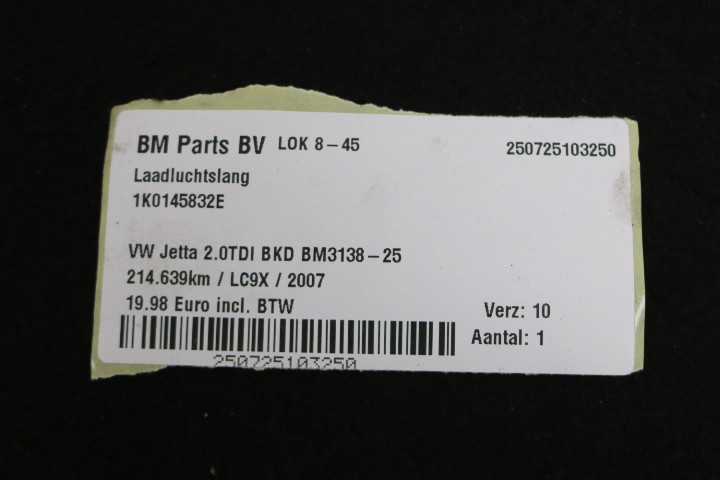 BM Parts BV LOK 8-45 250725103250
Laadluchtslang
1K0145832E
VW Jetta 2.0TDI BKD BM3138-25
214.639km / LC9X / 2007
19.98 Euro incl. BTW Verz: 10
Aantal: 1
250725103250